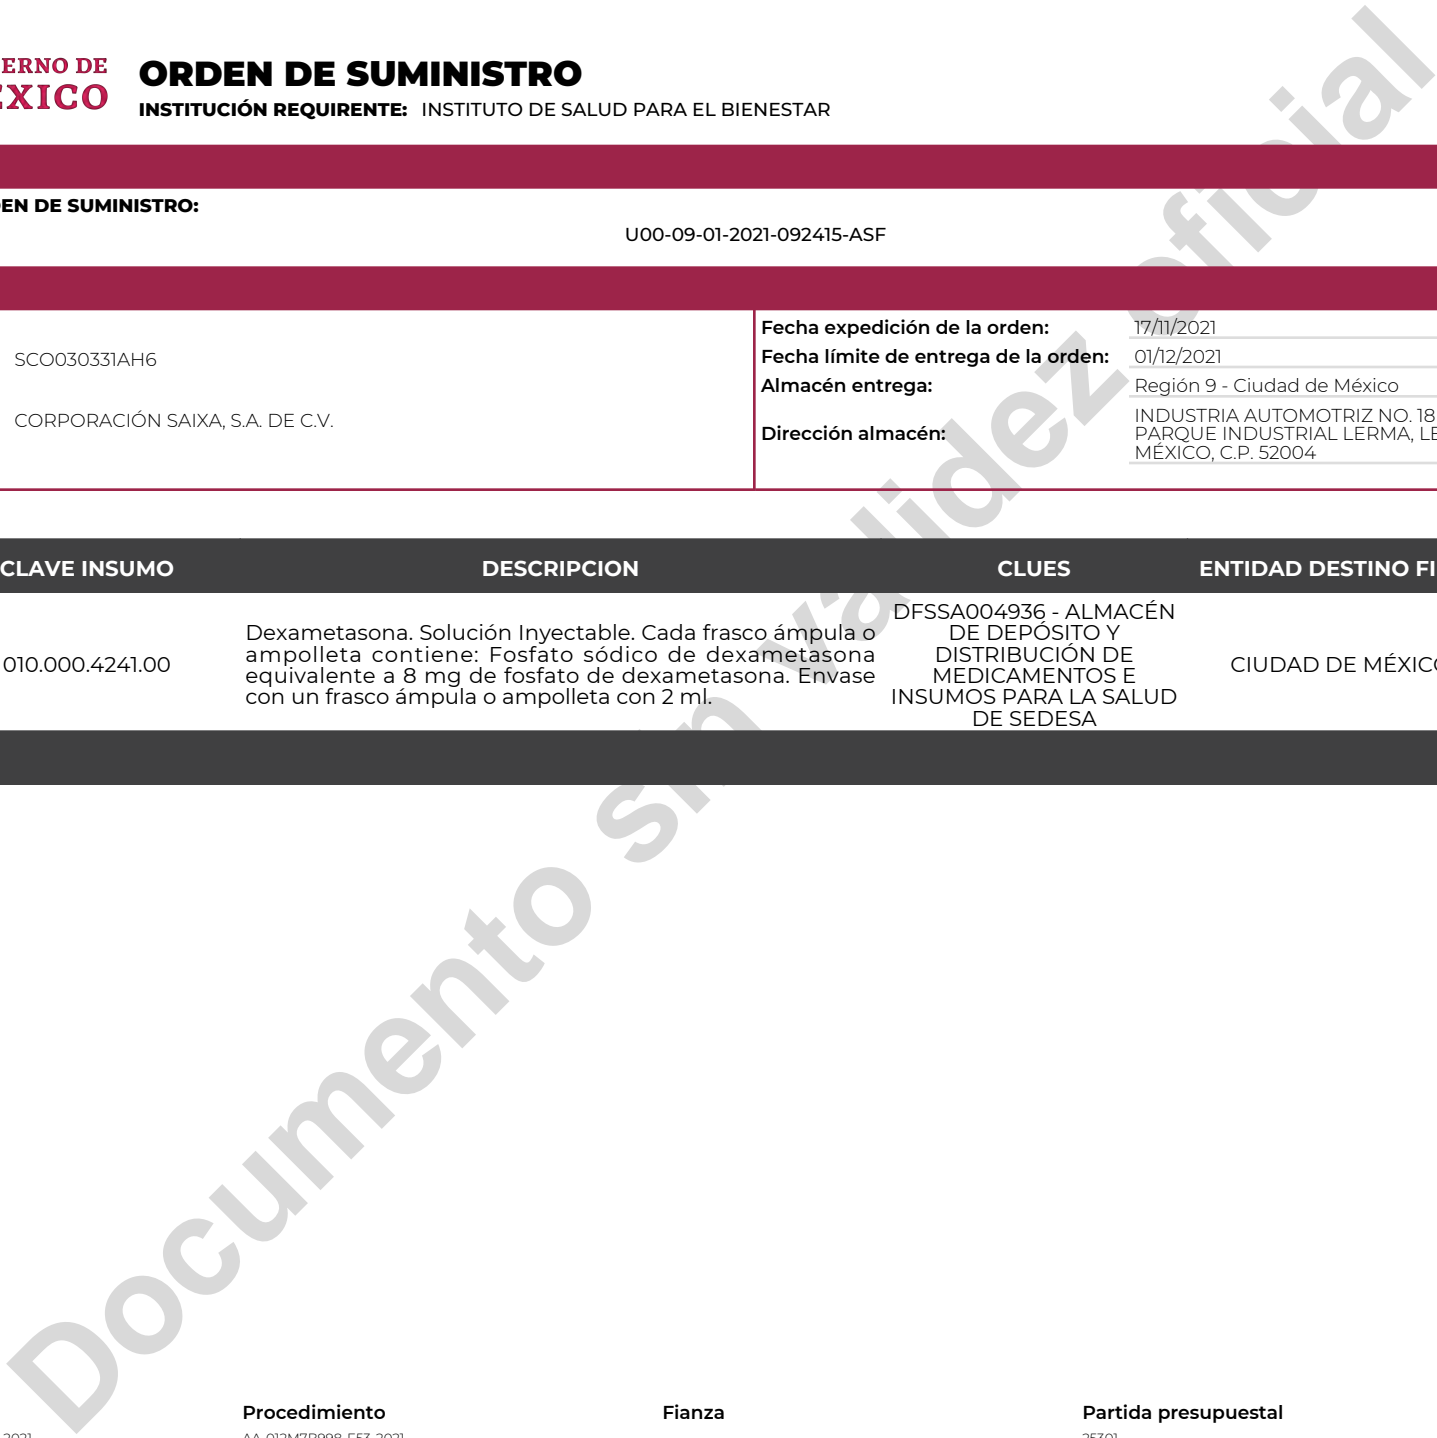 ORDEN DE SUMINISTRO
INSTITUCIÓN REQUIRENTE: INSTITUTO DE SALUD PARA EL BIENESTAR
DE SUMINISTRO:
U00-09-01-2021-092415-ASF
SCO030331AH6
CORPORACIÓN SAIXA, S.A. DE C.V.
Fecha expedición de la orden: 17/11/2021
Fecha límite de entrega de la orden: 01/12/2021
Almacén entrega: Región 9 - Ciudad de México
Dirección almacén:
INDUSTRIA AUTOMOTRIZ NO. 18
PARQUE INDUSTRIAL LERMA,
MÉXICO, C.P. 52004
CLAVE INSUMO DESCRIPCION CLUES ENTIDAD DESTINO
010.000.4241.00
Dexametasona. Solución Inyectable. Cada frasco ámpula o
ampolleta contiene: Fosfato sódico de dexametasona
equivalente a 8 mg de fosfato de dexametasona. Envase
con un frasco ámpula o ampolleta con 2 ml.
DFSSA004936 - ALMACÉN
DE DEPÓSITO Y
DISTRIBUCIÓN DE
MEDICAMENTOS E
INSUMOS PARA LA SALUD
DE SEDESA
CIUDAD DE MÉXICO
Documento sin validez oficial
Procedimiento Fianza Partida presupuestal